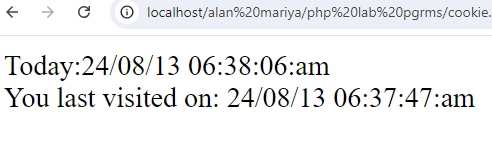 localhost/alan%20mariya/php%20lab%20pgrms/cookie.
Today:24/08/13 06:38:06:am
You last visited on: 24/08/13 06:37:47:am